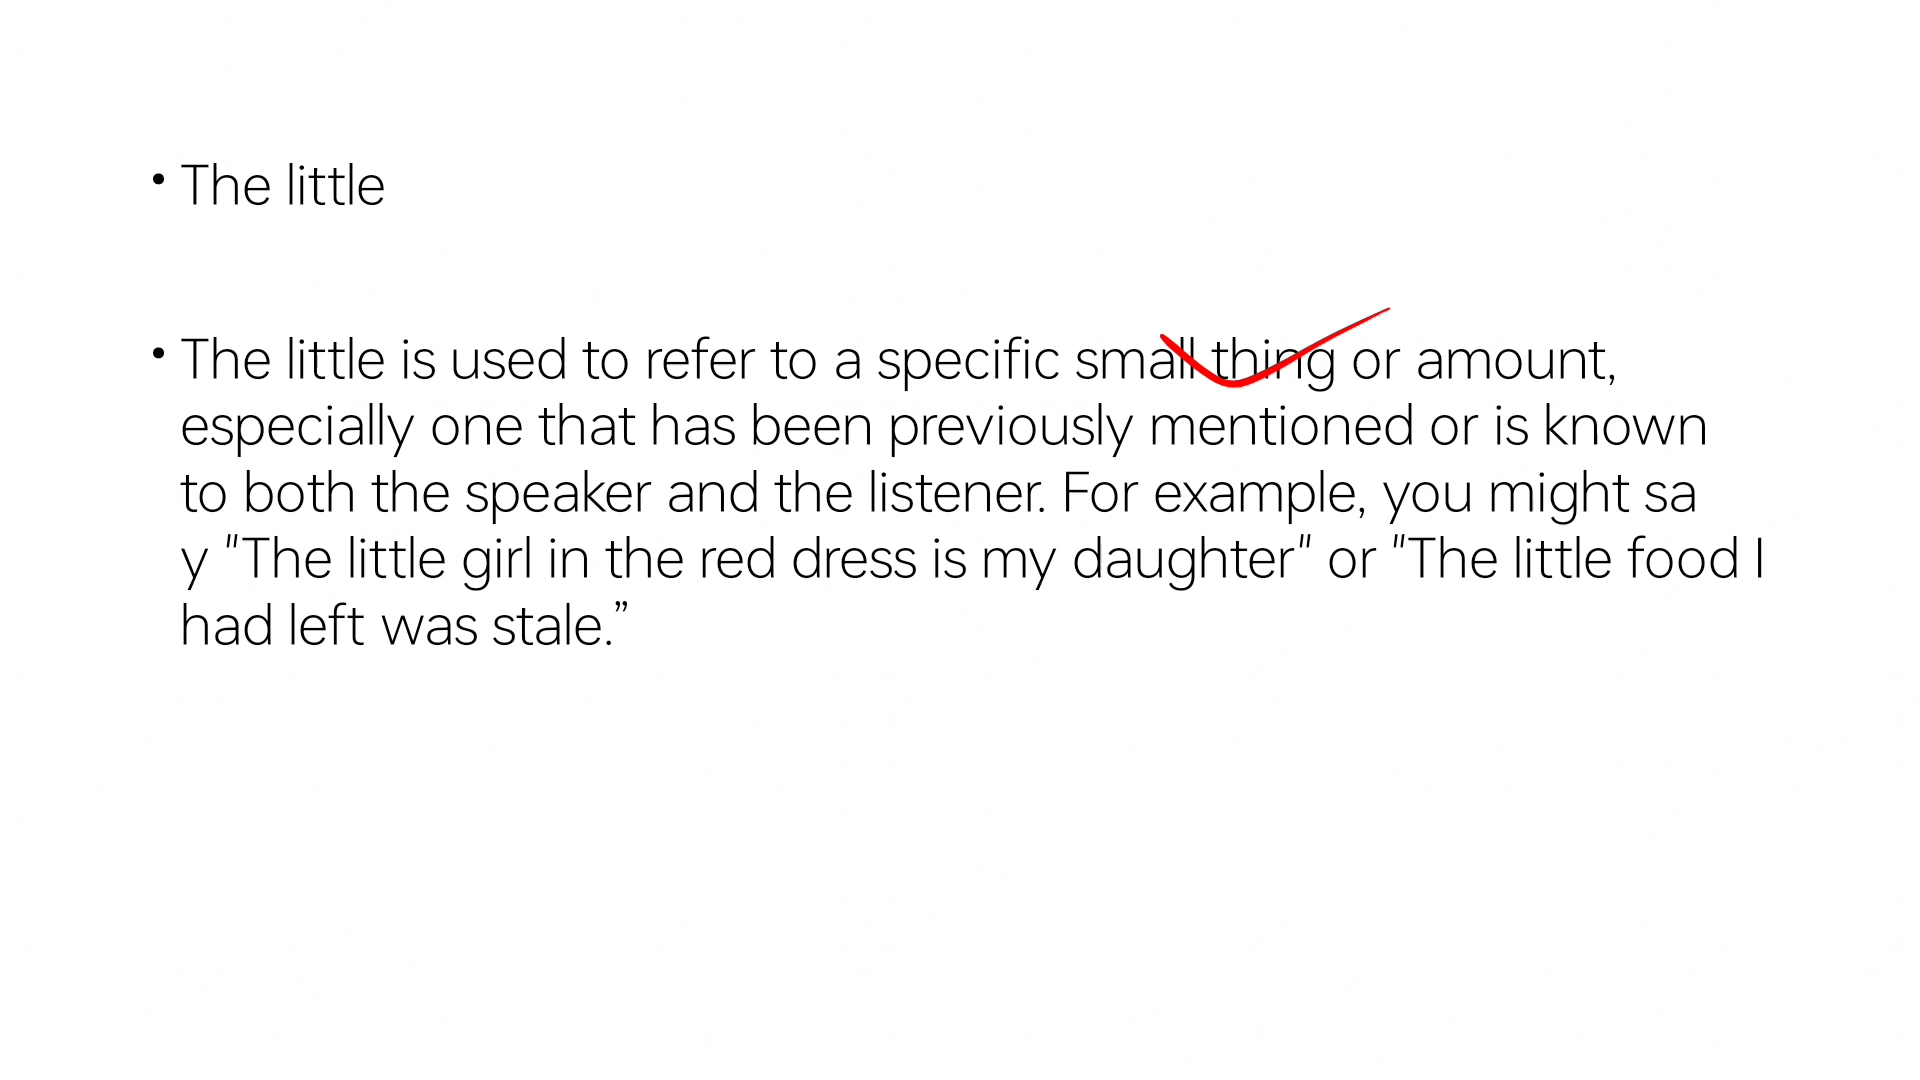 • The little
• The little is used to refer to a specific small thing or amount,
especially one that has been previously mentioned or is known
to both the speaker and the listener. For example, you might sa
y "The little girl in the red dress is my daughter" or "The little food I
had left was stale.”